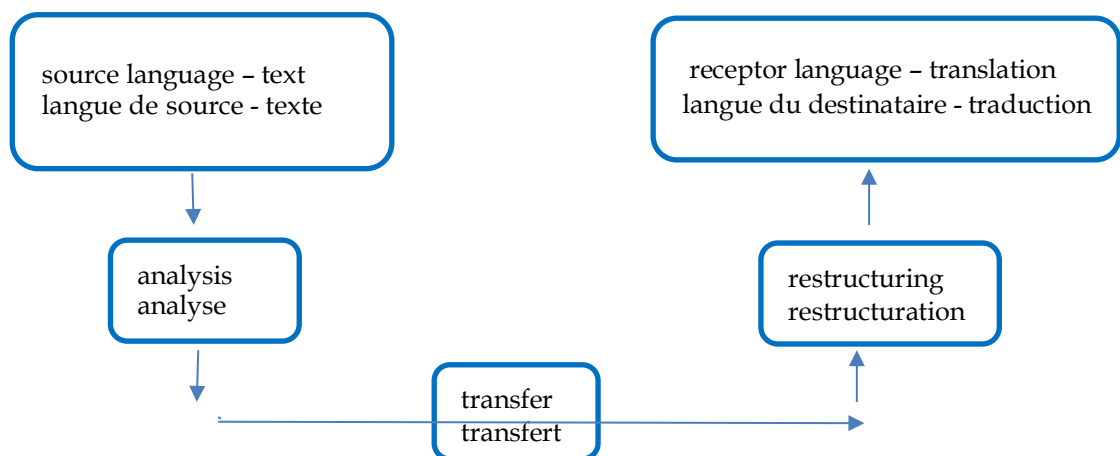 source language – text
langue de source - texte
receptor language – translation
langue du destinataire - traduction
analysis
analyse
restructuring
restructuration
transfer
transfert